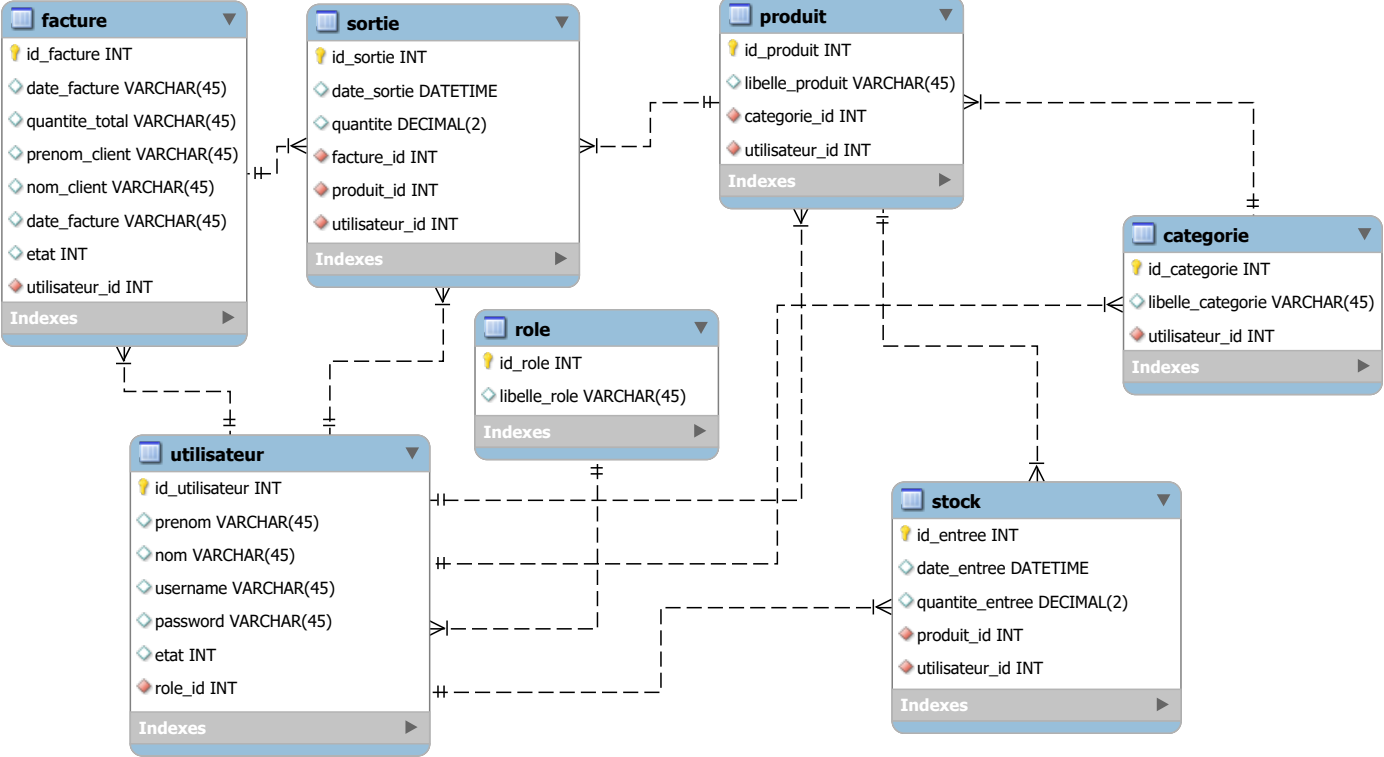 facture
id_facture INT
date_facture VARCHAR(45)
quantite_total VARCHAR(45)
prenom_client VARCHAR(45)
nom_client VARCHAR(45)
date_facture VARCHAR(45)
etat INT
utilisateur_id INT
Indexes
sortie
id_sortie INT
date_sortie DATETIME
quantite DECIMAL(2)
facture_id INT
produit_id INT
utilisateur_id INT
Indexes
produit
id_produit INT
libelle_produit VARCHAR(45)
categorie_id INT
utilisateur_id INT
Indexes
categorie
id_categorie INT
libelle_categorie VARCHAR(45)
utilisateur_id INT
Indexes
role
id_role INT
libelle_role VARCHAR(45)
Indexes
utilisateur
id_utilisateur INT
prenom VARCHAR(45)
nom VARCHAR(45)
username VARCHAR(45)
password VARCHAR(45)
etat INT
role_id INT
Indexes
stock
id_entree INT
date_entree DATETIME
quantite_entree DECIMAL(2)
produit_id INT
utilisateur_id INT
Indexes